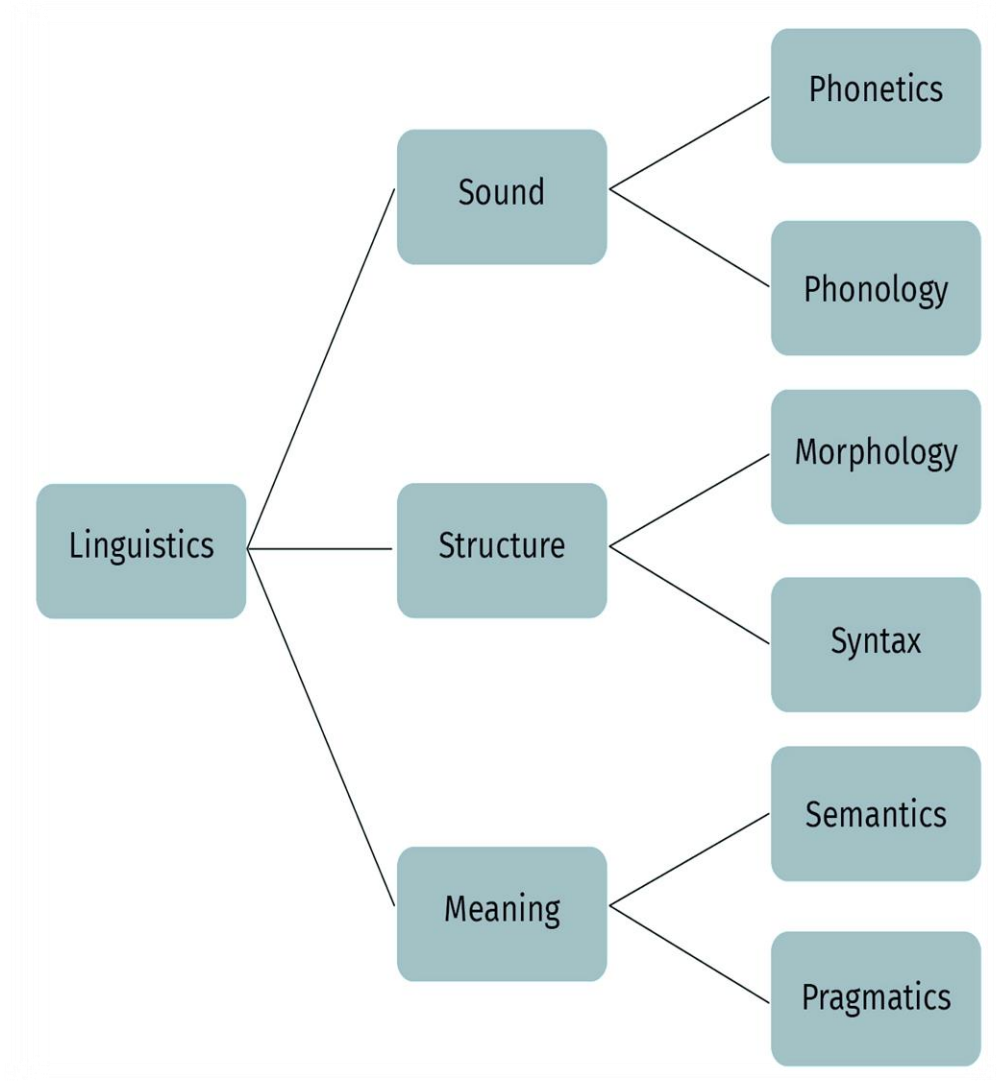 Linguistics
Sound
Phonetics
Phonology
Structure
Morphology
Syntax
Meaning
Semantics
Pragmatics